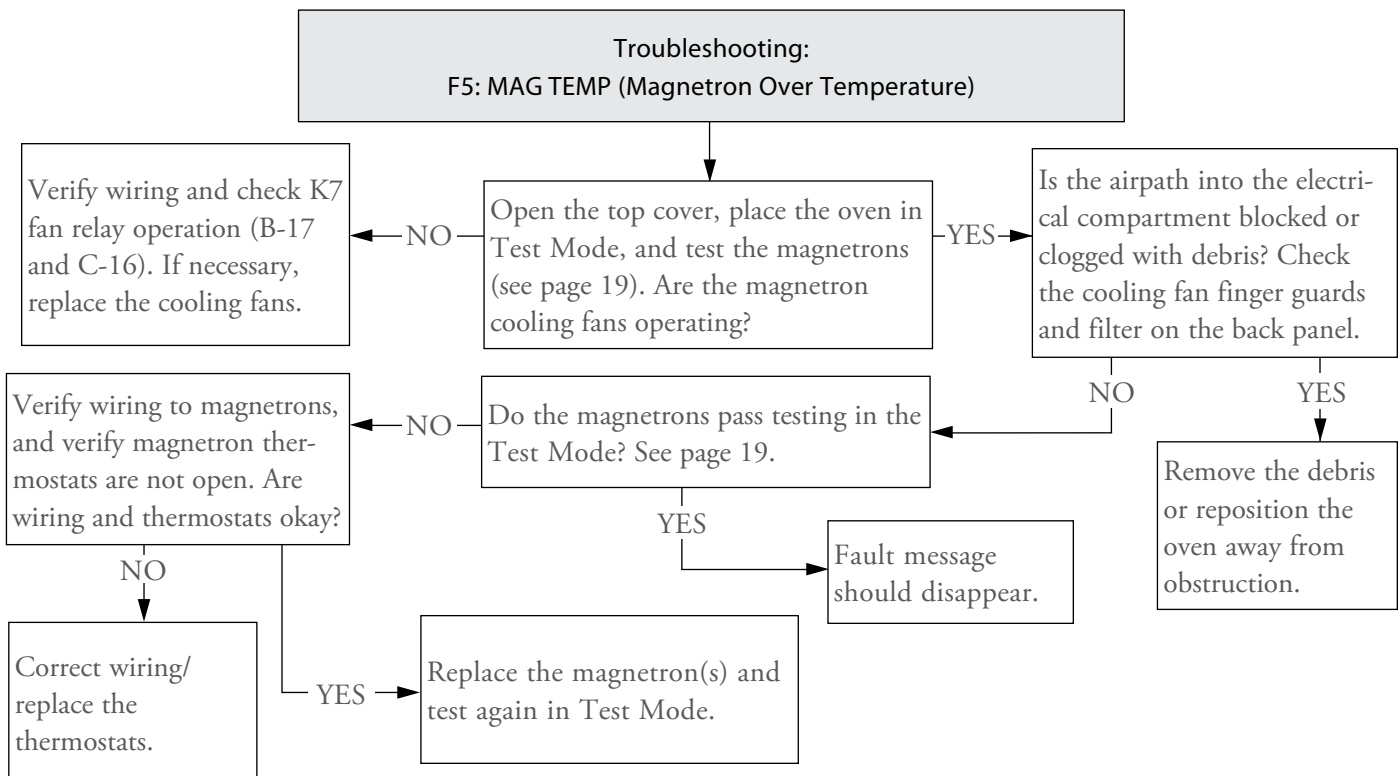 Troubleshooting:
F5: MAG TEMP (Magnetron Over Temperature)
Verify wiring and check K7
fan relay operation (B-17
and C-16). If necessary,
replace the cooling fans.
NO
Open the top cover, place the oven in
Test Mode, and test the magnetrons
(see page 19). Are the magnetron
cooling fans operating?
YES
Is the airpath into the electri-
cal compartment blocked or
clogged with debris? Check
the cooling fan finger guards
and filter on the back panel.
NO
YES
Verify wiring to magnetrons,
and verify magnetron ther-
mostats are not open. Are
wiring and thermostats okay?
NO
Do the magnetrons pass testing in the
Test Mode? See page 19.
YES
Remove the debris
or reposition the
oven away from
obstruction.
Fault message
should disappear.
NO
Correct wiring/
replace the
thermostats.
YES
Replace the magnetron(s) and
test again in Test Mode.